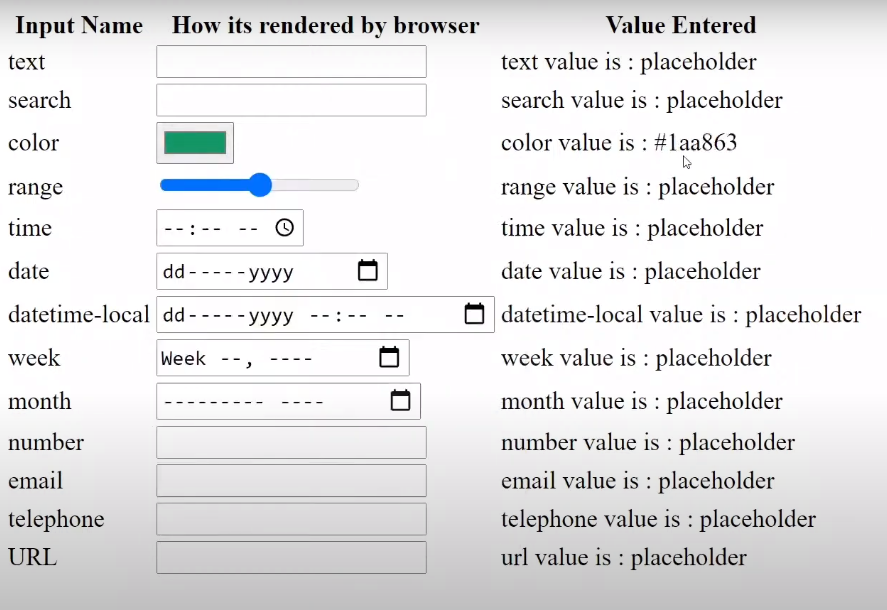 Input Name How its rendered by browser Value Entered
text text value is : placeholder
search search value is : placeholder
color color value is : #1aa863
range range value is : placeholder
time --:-- -- time value is : placeholder
date dd-----yyyy date value is : placeholder
datetime-local dd-----yyyy --:-- -- datetime-local value is : placeholder
week Week --, ---- week value is : placeholder
month --------- ---- month value is : placeholder
number number value is : placeholder
email email value is : placeholder
telephone telephone value is : placeholder
URL url value is : placeholder